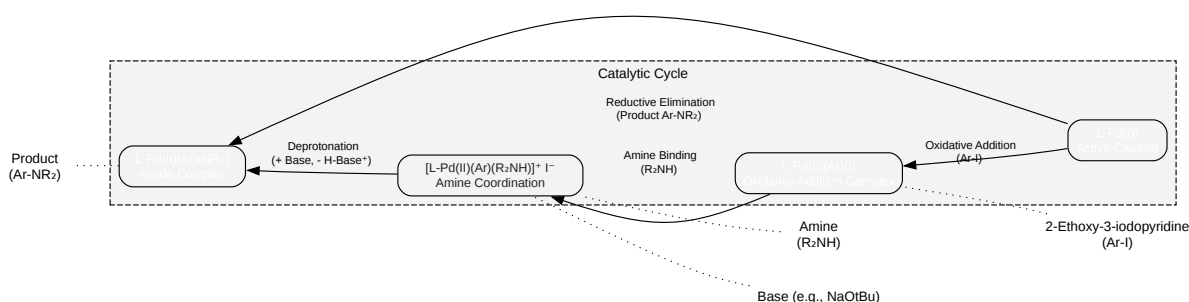 Catalytic Cycle
Reductive Elimination
(Product Ar-NR₂)
L-Pd(0)
Active Catalyst
Oxidative Addition
(Ar-I)
L-Pd(II)(Ar)(I)
Oxidative Addition Complex
Amine Binding
(R₂NH)
[L-Pd(II)(Ar)(R₂NH)]⁺ I⁻
Amine Coordination
Deprotonation
(+ Base, - H-Base⁺)
L-Pd(II)(Ar)(NR₂)
Amido Complex
Product
(Ar-NR₂)
Amine
(R₂NH)
2-Ethoxy-3-iodopyridine
(Ar-I)
Base (e.g., NaOtBu)